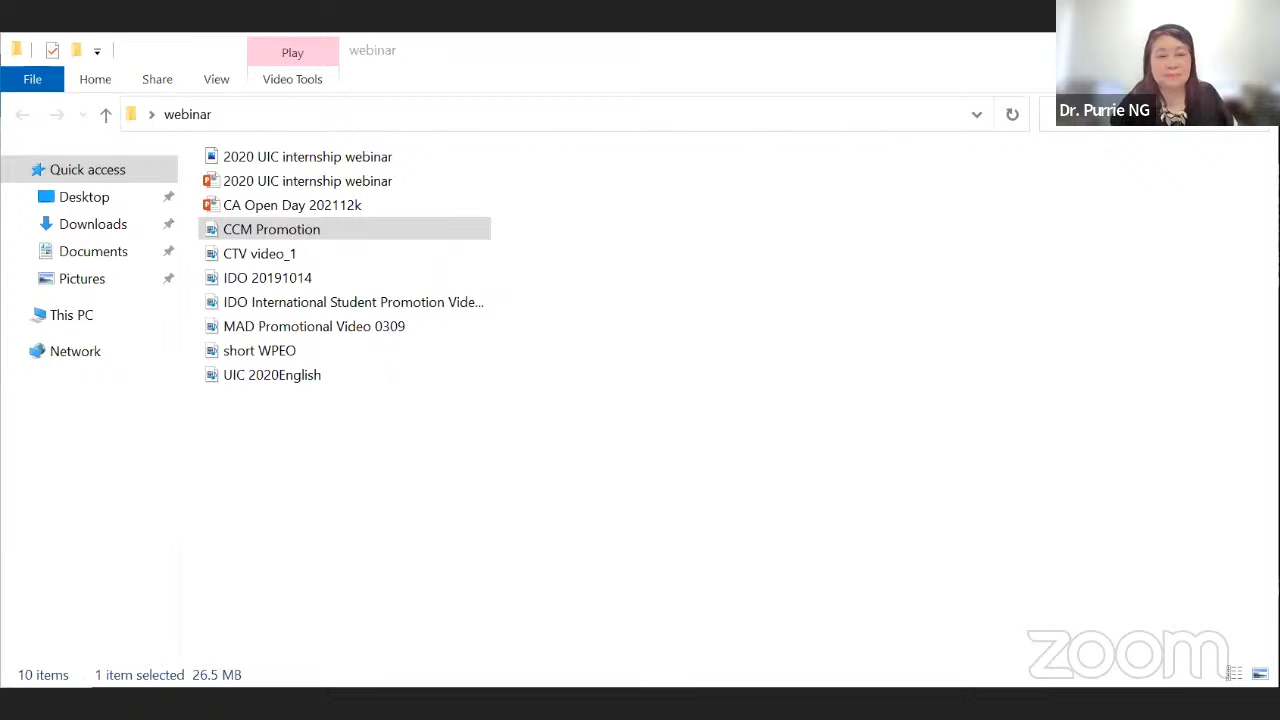 Play
webinar
File
Home
Share
View
Video Tools
webinar
Dr. Purrie NG
Quick access
Desktop
Downloads
Documents
Pictures
This PC
Network
2020 UIC internship webinar
2020 UIC internship webinar
CA Open Day 202112k
CCM Promotion
CTV video_1
IDO 20191014
IDO International Student Promotion Vide...
MAD Promotional Video 0309
short WPEO
UIC 2020English
10 items
1 item selected 26.5 MB
zoom